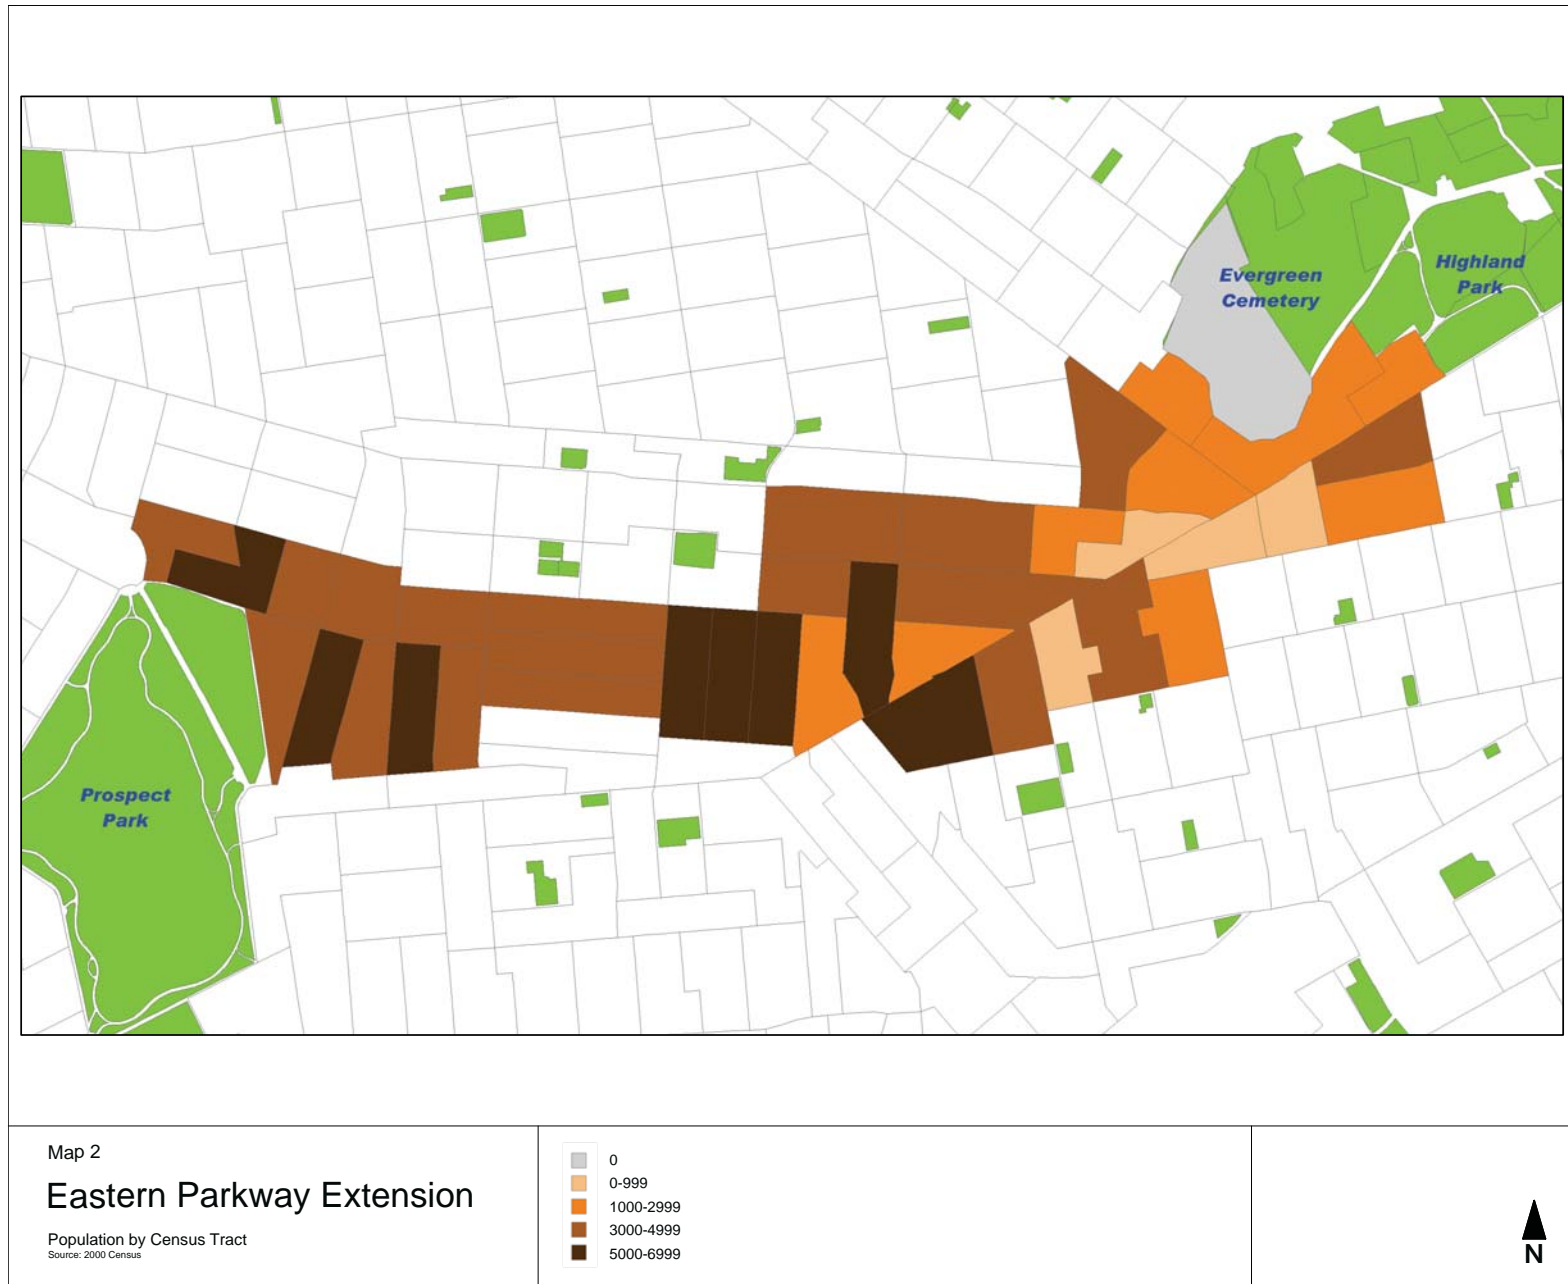 Evergreen
Cemetery
Highland
Park
Prospect
Park
Map 2
Eastern Parkway Extension
Population by Census Tract
Source: 2000 Census
0
0-999
1000-2999
3000-4999
5000-6999
N